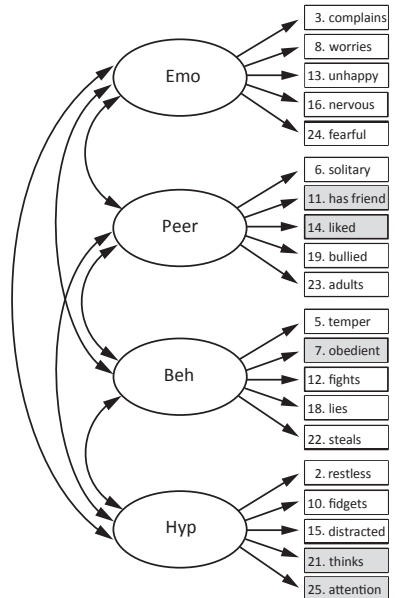 Emo
3. complains
8. worries
13. unhappy
16. nervous
24. fearful
Peer
6. solitary
11. has friend
14. liked
19. bullied
23. adults
Beh
5. temper
7. obedient
12. fights
18. lies
22. steals
Hyp
2. restless
10. fidgets
15. distracted
21. thinks
25. attention